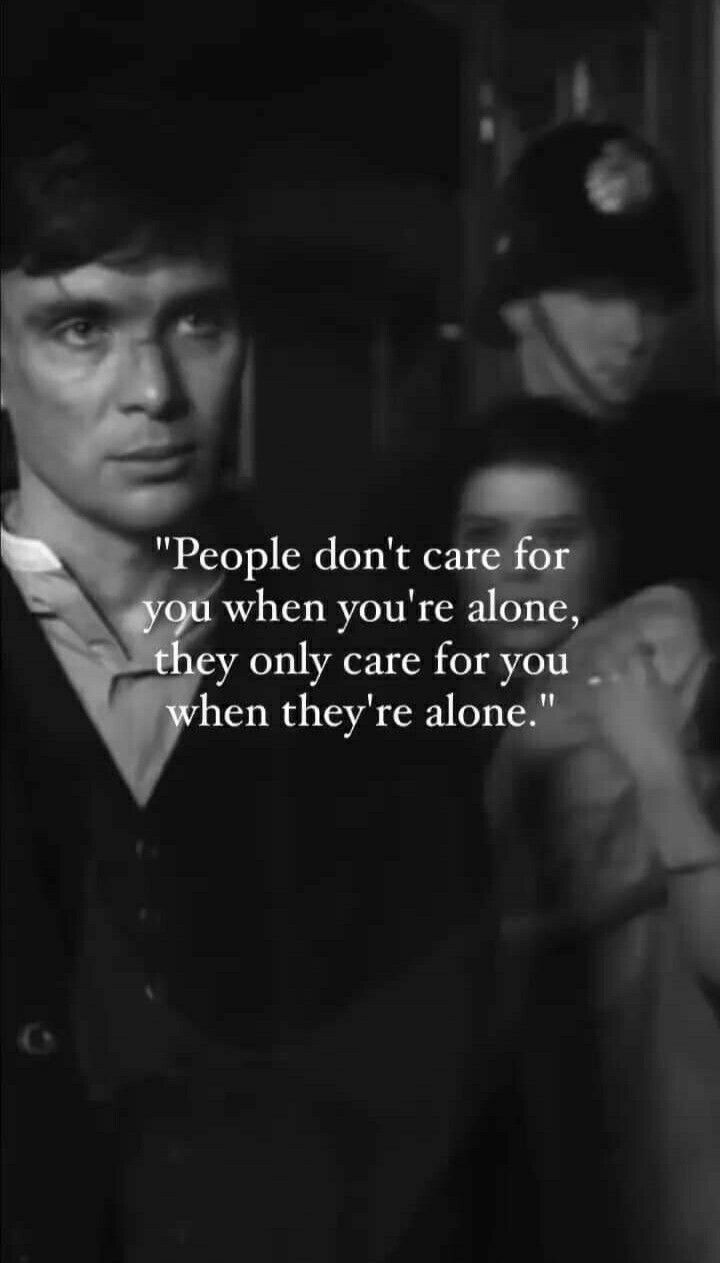 "People don't care for
you when you're alone,
they only care for you
when they're alone."